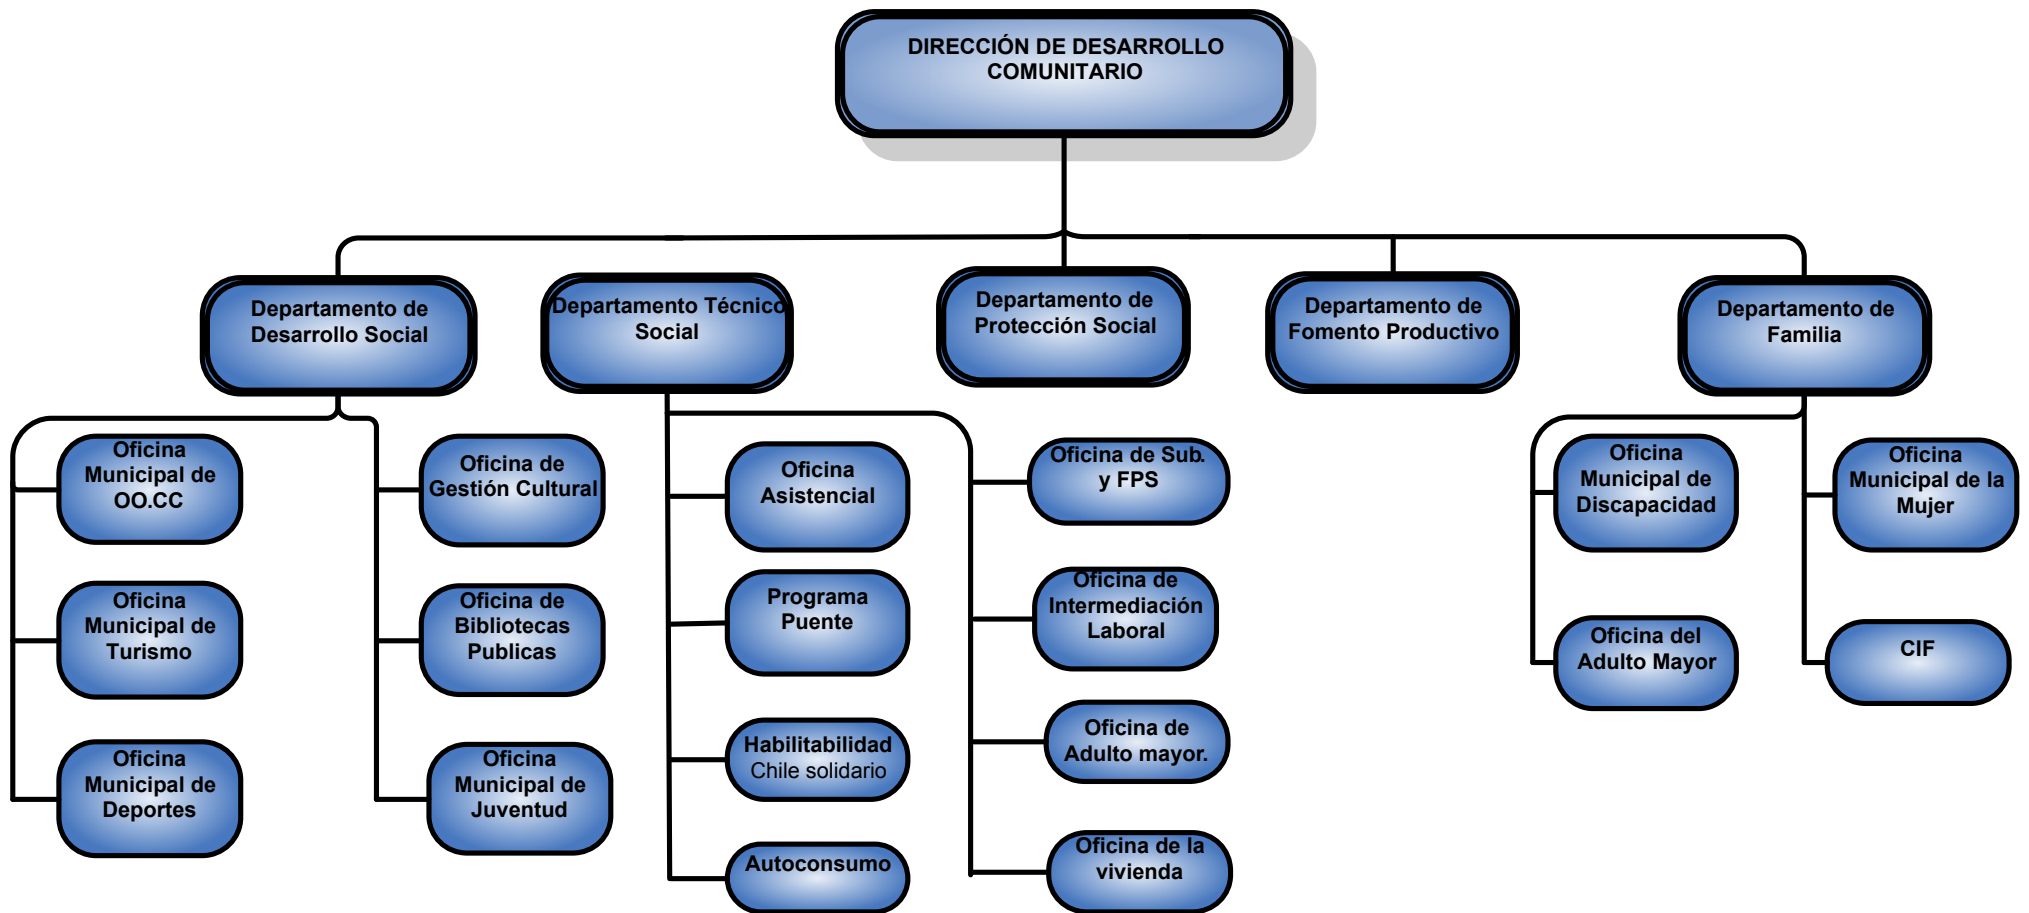 DIRECCIÓN DE DESARROLLO
COMUNITARIO
Departamento de
Desarrollo Social
Departamento Técnico
Social
Departamento de
Protección Social
Departamento de
Fomento Productivo
Departamento de
Familia
Oficina
Municipal de
OO.CC
Oficina de
Gestión Cultural
Oficina
Asistencial
Oficina de Sub.
y FPS
Oficina
Municipal de
Discapacidad
Oficina
Municipal de la
Mujer
Oficina
Municipal de
Turismo
Oficina de
Bibliotecas
Publicas
Programa
Puente
Oficina de
Intermediación
Laboral
Oficina del
Adulto Mayor
CIF
Oficina
Municipal de
Deportes
Oficina
Municipal de
Juventud
Habilitabilidad
Chile solidario
Oficina de
Adulto mayor.
Autoconsumo
Oficina de la
vivienda